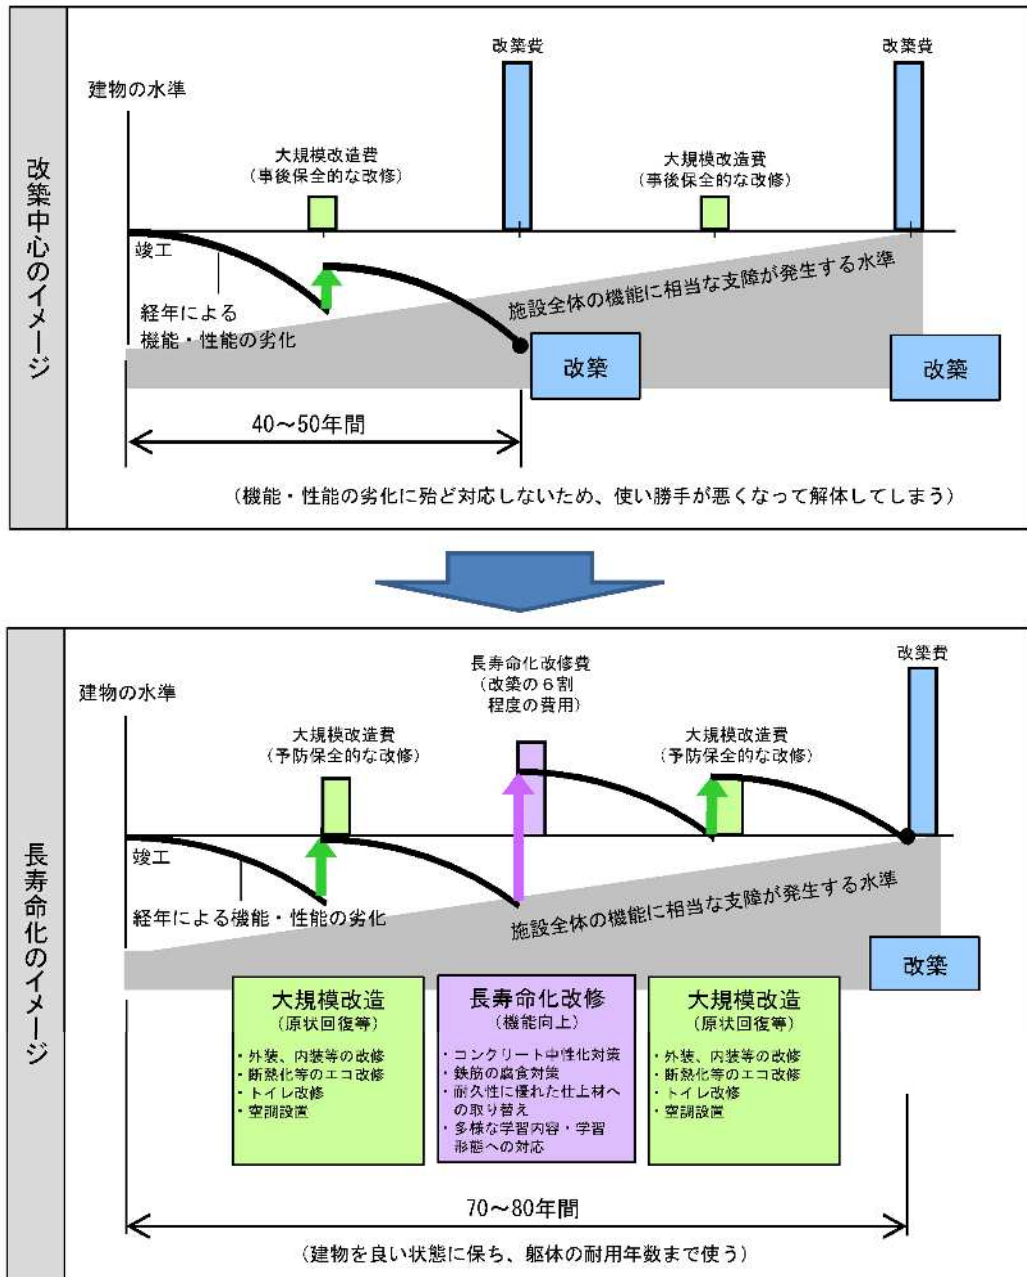 改築中心のイメージ
建物の水準
改築費
改築費
大規模改造費
（事後保全的な改修）
大規模改造費
（事後保全的な改修）
竣工
経年による
機能・性能の劣化
施設全体の機能に相当な支障が発生する水準
改築
改築
40～50年間
（機能・性能の劣化に殆ど対応しないため、使い勝手が悪くなって解体してしまう）
長寿命化のイメージ
建物の水準
長寿命化改修費
（改築の６割
程度の費用）
改築費
大規模改造費
（予防保全的な改修）
大規模改造費
（予防保全的な改修）
竣工
経年による機能・性能の劣化
施設全体の機能に相当な支障が発生する水準
改築
大規模改造
（原状回復等）
・外装、内装等の改修
・断熱化等のエコ改修
・トイレ改修
・空調設置
長寿命化改修
（機能向上）
・コンクリート中性化対策
・鉄筋の腐食対策
・耐久性に優れた仕上材へ
の取り替え
・多様な学習内容・学習
形態への対応
大規模改造
（原状回復等）
・外装、内装等の改修
・断熱化等のエコ改修
・トイレ改修
・空調設置
70～80年間
（建物を良い状態に保ち、躯体の耐用年数まで使う）